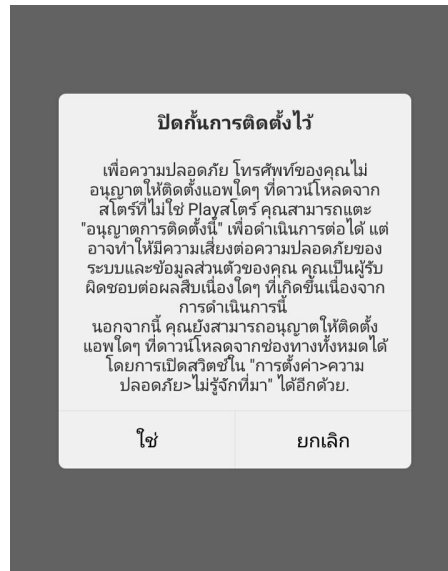 ปิดกั้นการติดตั้งไว้
เพื่อความปลอดภัย โทรศัพท์ของคุณไม่
อนุญาตให้ติดตั้งแอพใดๆ ที่ดาวน์โหลดจาก
สโตร์ที่ไม่ใช่ Playสโตร์ คุณสามารถแตะ
"อนุญาตการติดตั้งนี้" เพื่อดำเนินการต่อได้ แต่
อาจทำให้มีความเสี่ยงต่อความปลอดภัยของ
ระบบและข้อมูลส่วนตัวของคุณ คุณเป็นผู้รับ
ผิดชอบต่อผลสืบเนื่องใดๆ ที่เกิดขึ้นเนื่องจาก
การดำเนินการนี้
นอกจากนี้ คุณยังสามารถอนุญาตให้ติดตั้ง
แอพใดๆ ที่ดาวน์โหลดจากช่องทางทั้งหมดได้
โดยการเปิดสวิตช์ใน "การตั้งค่า>ความ
ปลอดภัย>ไม่รู้จักที่มา" ได้อีกด้วย.
ใช่ ยกเลิก